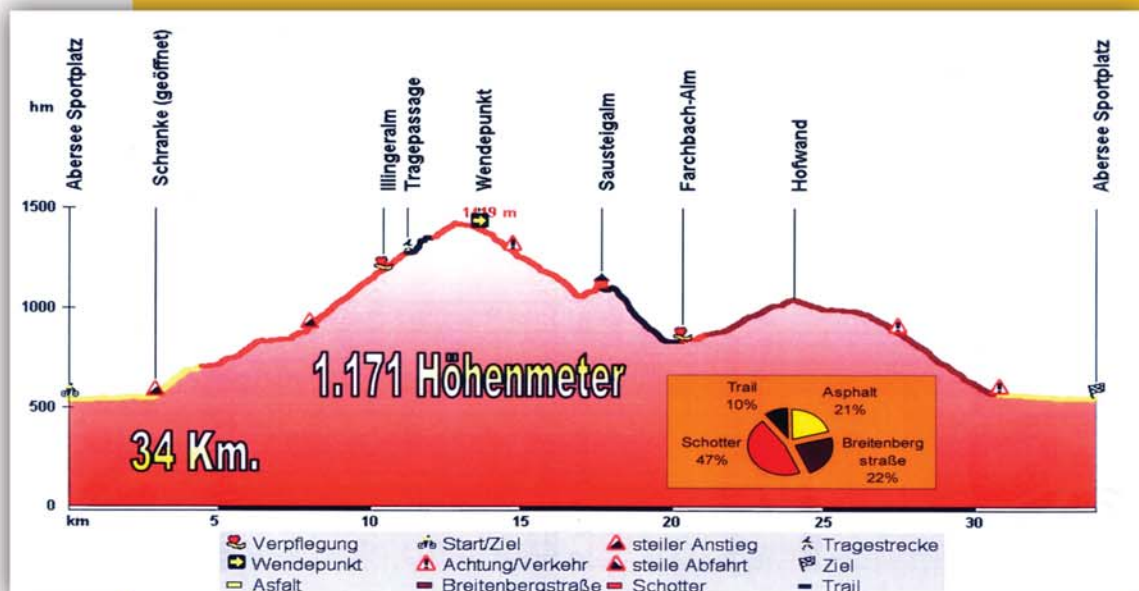 hm
Abersee Sportplatz
Schranke (geöffnet)
Illingeralm
Tragepassage
Wendepunkt
Sausteigalm
Farchbach-Alm
Hofwand
Abersee Sportplatz
1500
1000
500
0
1.171 Höhenmeter
34 Km.
Trail
10%
Asphalt
21%
Schotter
47%
Breitenberg
straße
22%
km 5 10 15 20 25 30
Verpflegung Start/Ziel steiler Anstieg Tragestrecke
Wendepunkt Achtung/Verkehr steile Abfahrt Ziel
Asfalt Breitenbergstraße Schotter Trail